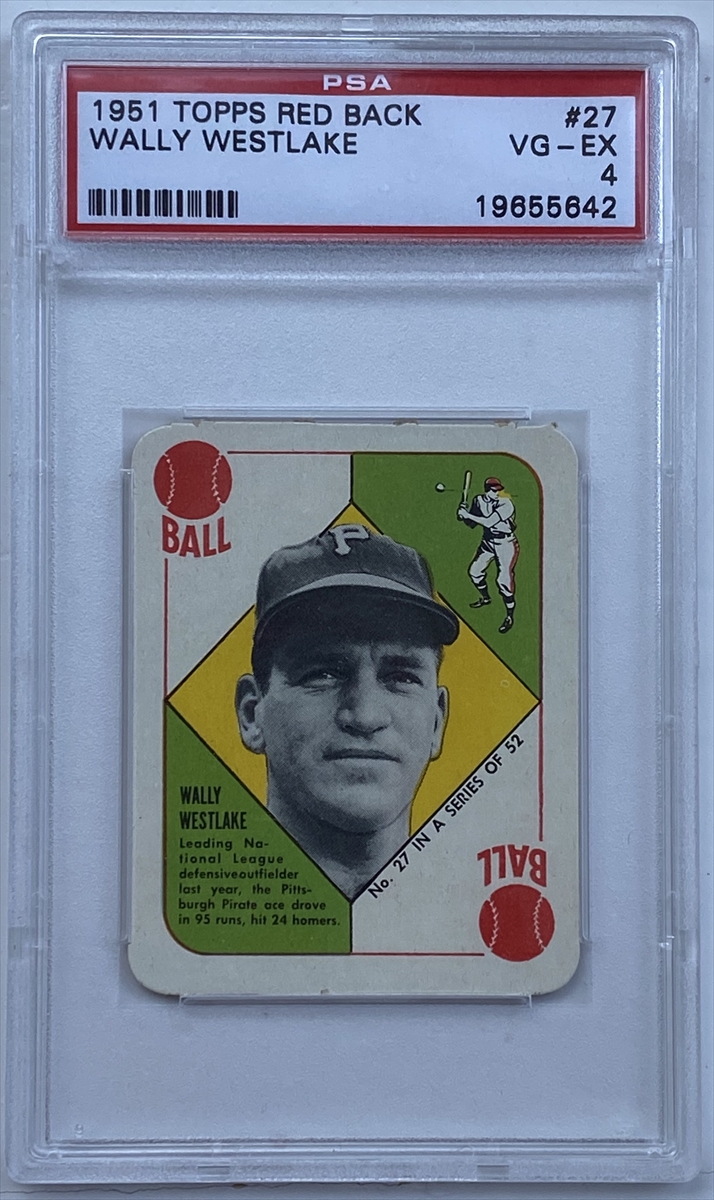 PSA
1951 TOPPS RED BACK #27
WALLY WESTLAKE VG-EX
4
19655642
BALL
P
WALLY
WESTLAKE
Leading Na-
tional League
defensiveoutfielder
last year, the Pitts-
burgh Pirate ace drove
in 95 runs, hit 24 homers.
No. 27 IN A SERIES OF 52
BALL